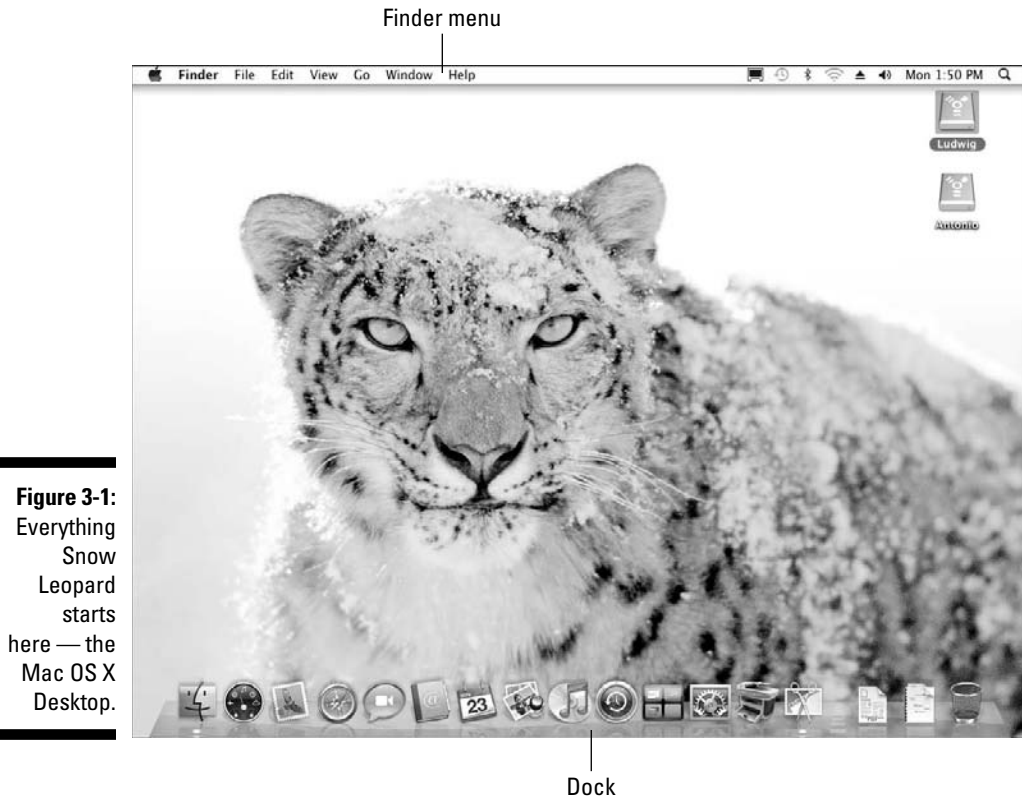 Finder menu
Finder File Edit View Go Window Help
Mon 1:50 PM
Ludwig
Antonio
23
Figure 3-1:
Everything
Snow
Leopard
starts
here — the
Mac OS X
Desktop.
Dock